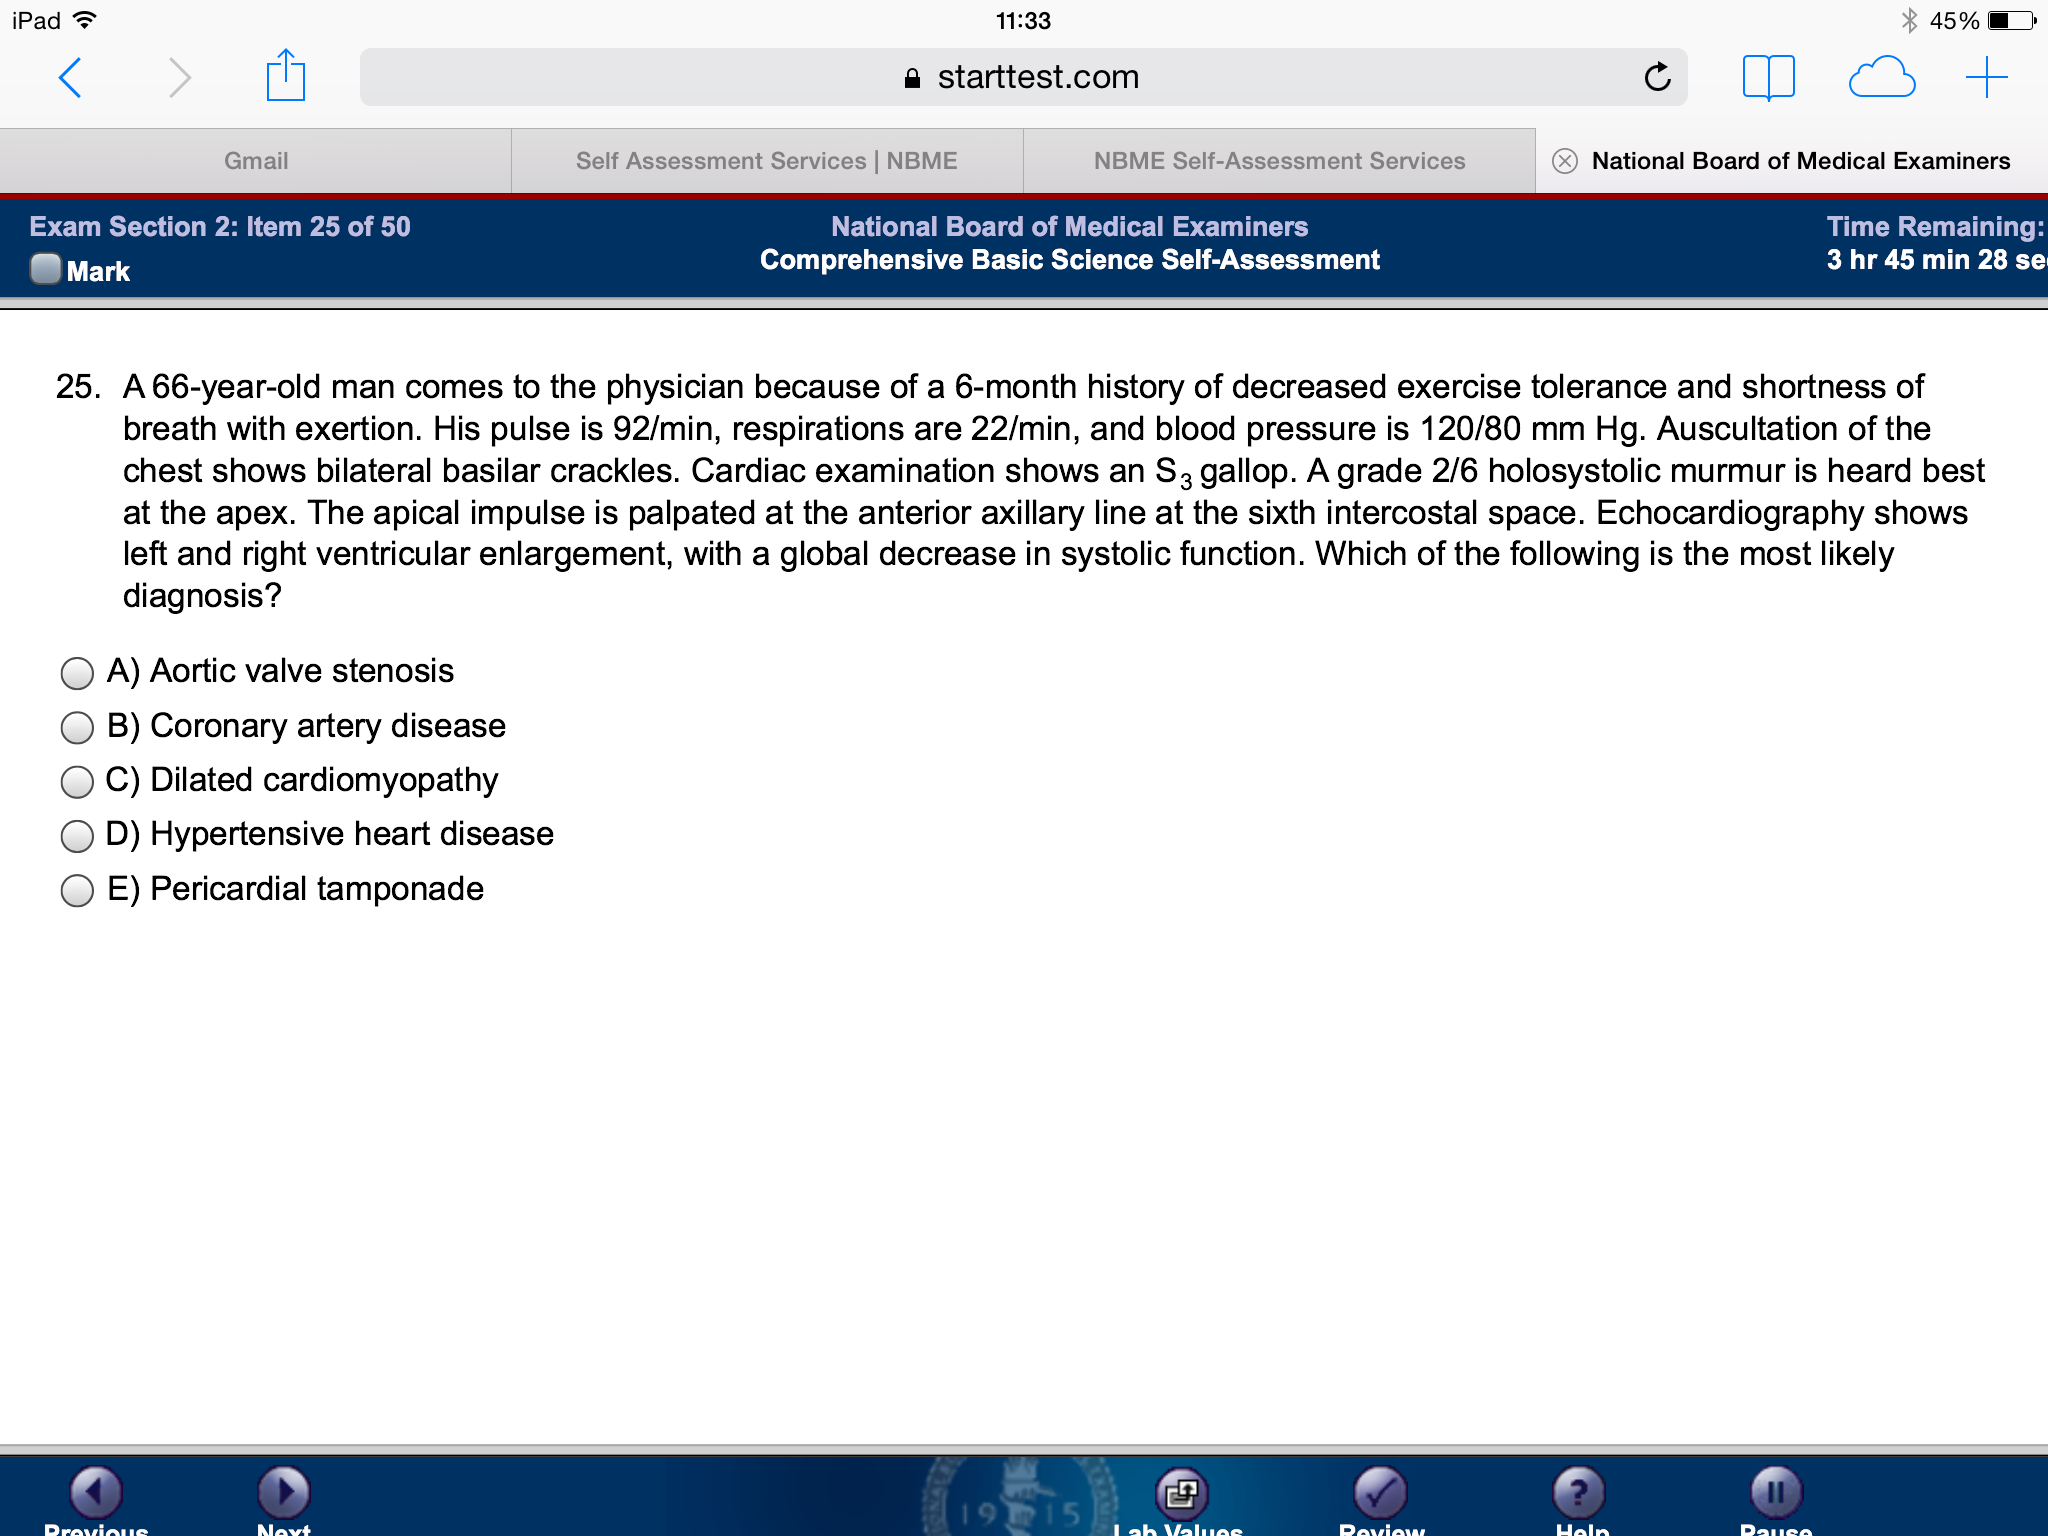 iPad 11:33 45%
starttest.com
Gmail Self Assessment Services | NBME NBME Self-Assessment Services National Board of Medical Examiners
Exam Section 2: Item 25 of 50 National Board of Medical Examiners Time Remaining:
Mark Comprehensive Basic Science Self-Assessment 3 hr 45 min 28 se
25. A 66-year-old man comes to the physician because of a 6-month history of decreased exercise tolerance and shortness of
breath with exertion. His pulse is 92/min, respirations are 22/min, and blood pressure is 120/80 mm Hg. Auscultation of the
chest shows bilateral basilar crackles. Cardiac examination shows an S3 gallop. A grade 2/6 holosystolic murmur is heard best
at the apex. The apical impulse is palpated at the anterior axillary line at the sixth intercostal space. Echocardiography shows
left and right ventricular enlargement, with a global decrease in systolic function. Which of the following is the most likely
diagnosis?
A) Aortic valve stenosis
B) Coronary artery disease
C) Dilated cardiomyopathy
D) Hypertensive heart disease
E) Pericardial tamponade
19 15
Previous Next Lab Values Review Help Pause